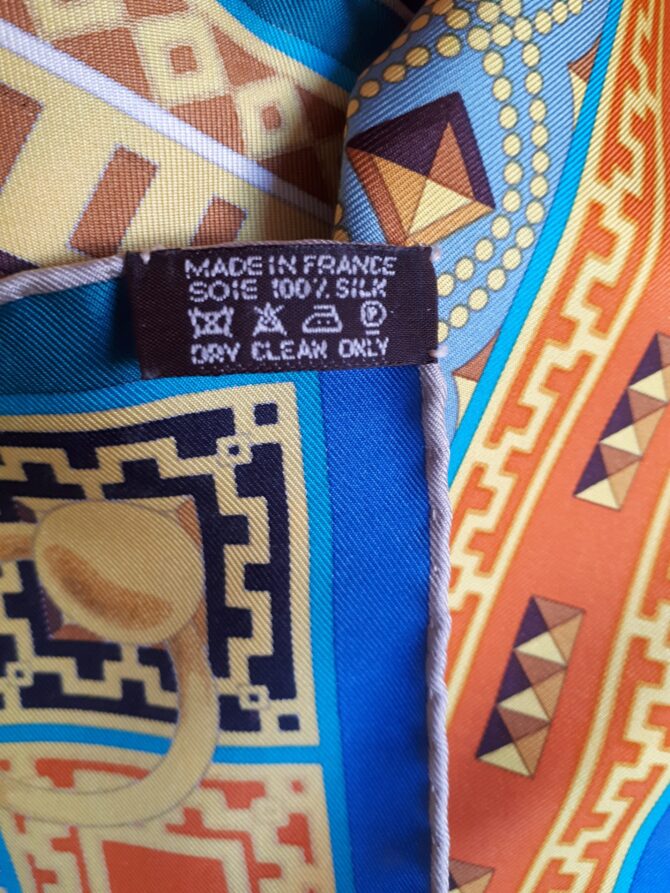 MADE IN FRANCE
SOIE 100% SILK
P
DRY CLEAN ONLY